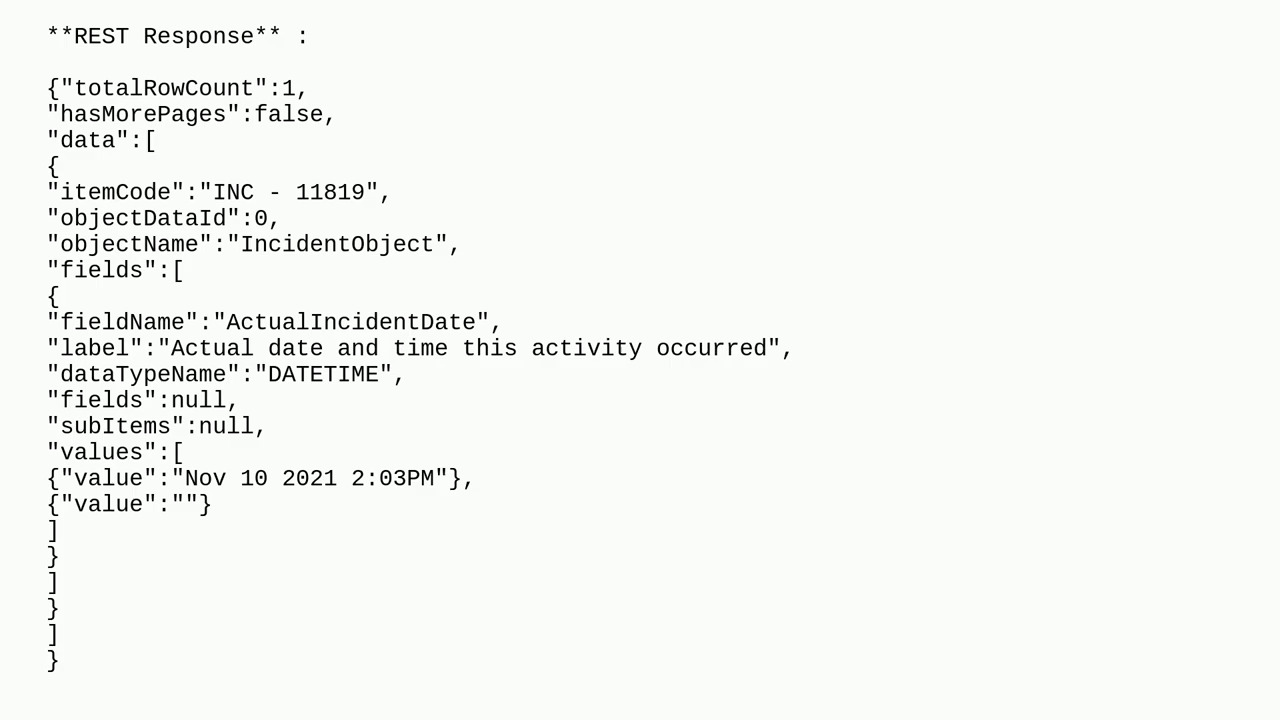 **REST Response** :
{"totalRowCount":1,
"hasMorePages":false,
"data":[
{
"itemCode":"INC - 11819",
"objectDataId":0,
"objectName":"IncidentObject",
"fields":[
{
"fieldName":"ActualIncidentDate",
"label":"Actual date and time this activity occurred",
"dataTypeName":"DATETIME",
"fields":null,
"subItems":null,
"values":[
{"value":"Nov 10 2021 2:03PM"},
{"value":""}
]
}
]
}
]
}